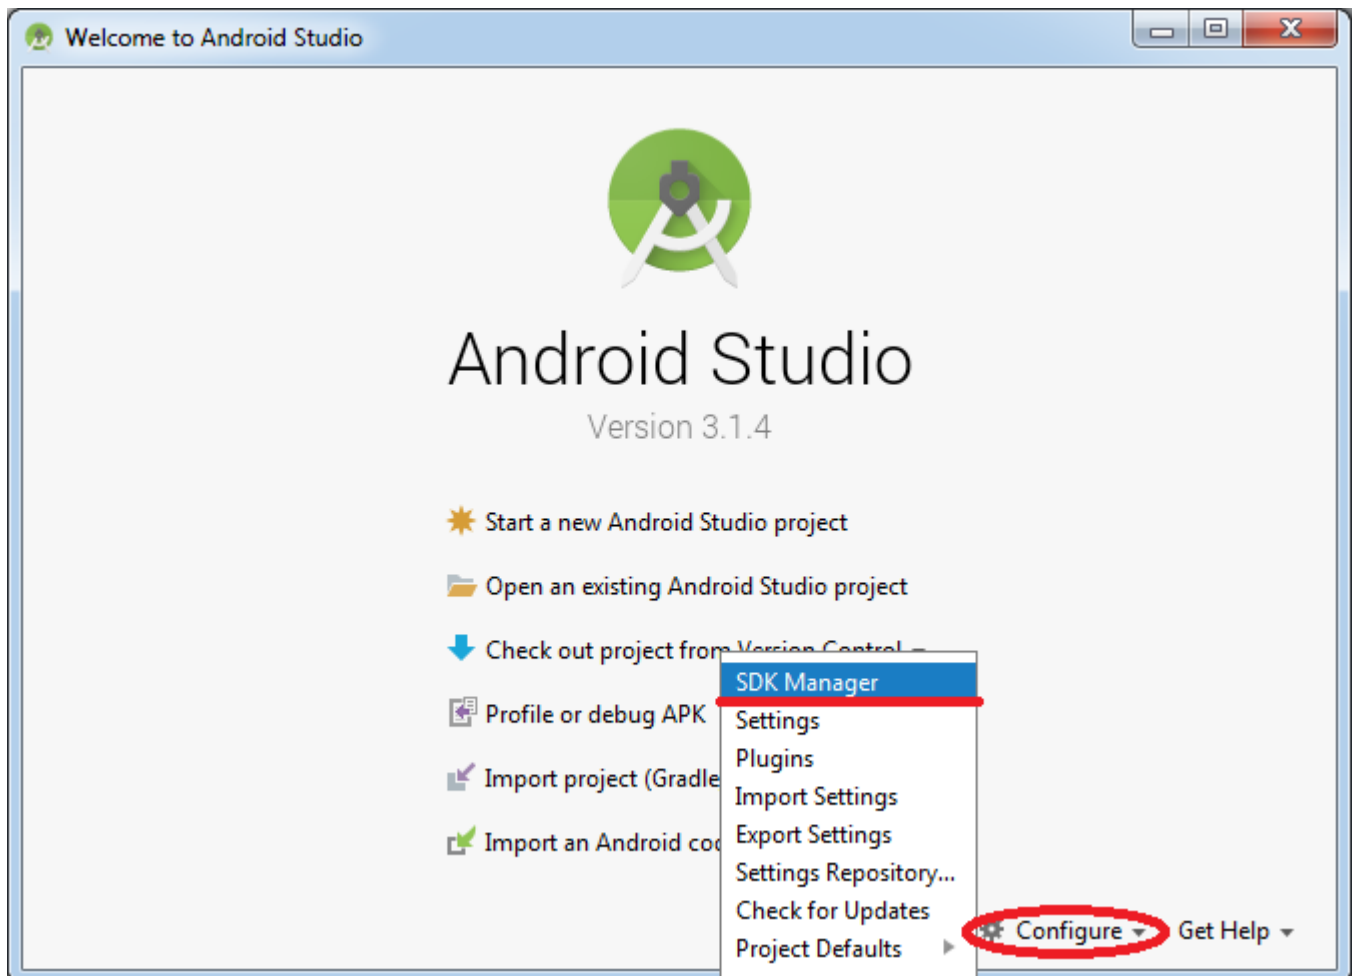 Welcome to Android Studio
Android Studio
Version 3.1.4
Start a new Android Studio project
Open an existing Android Studio project
Check out project from Version Control
Profile or debug APK
Import project (Gradle
Import an Android
SDK Manager
Settings
Plugins
Import Settings
Export Settings
Settings Repository...
Check for Updates
Project Defaults
Configure
Get Help